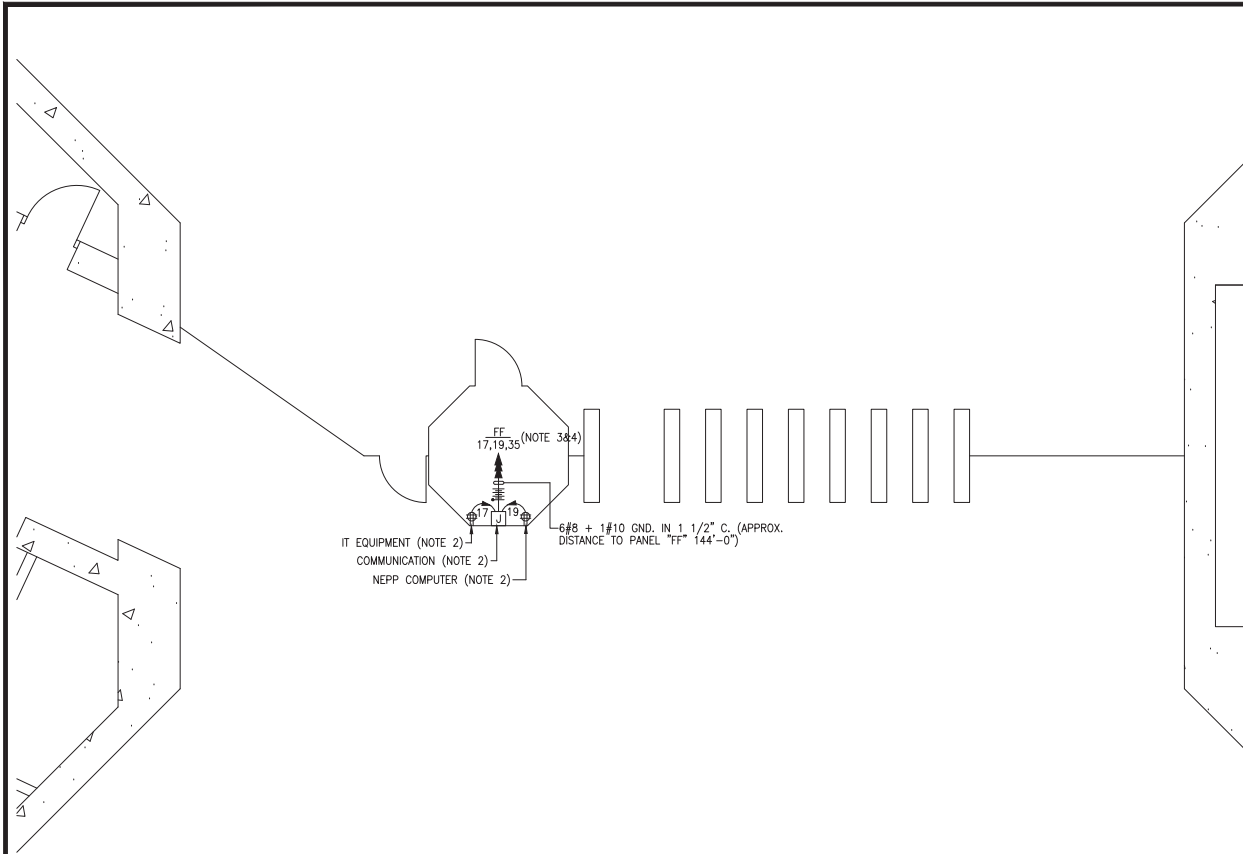 FF
17,19,35 (NOTE 3&4)
17
19
J
6#8 + 1#10 GND. IN 1 1/2" C. (APPROX.
DISTANCE TO PANEL "FF" 144'-0")
IT EQUIPMENT (NOTE 2)
COMMUNICATION (NOTE 2)
NEPP COMPUTER (NOTE 2)